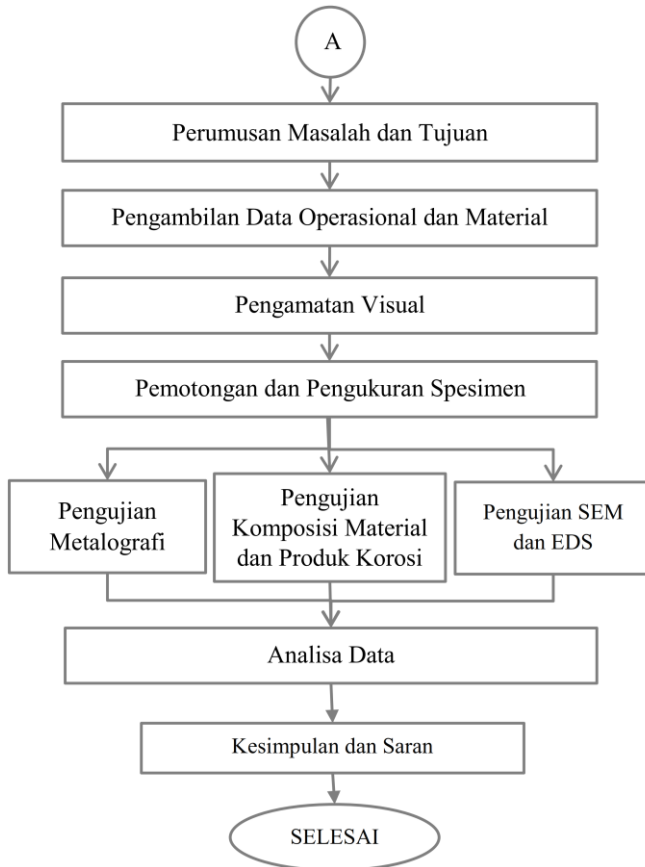 A
Perumusan Masalah dan Tujuan
Pengambilan Data Operasional dan Material
Pengamatan Visual
Pemotongan dan Pengukuran Spesimen
Pengujian
Metalografi
Pengujian
Komposisi Material
dan Produk Korosi
Pengujian SEM
dan EDS
Analisa Data
Kesimpulan dan Saran
SELESAI